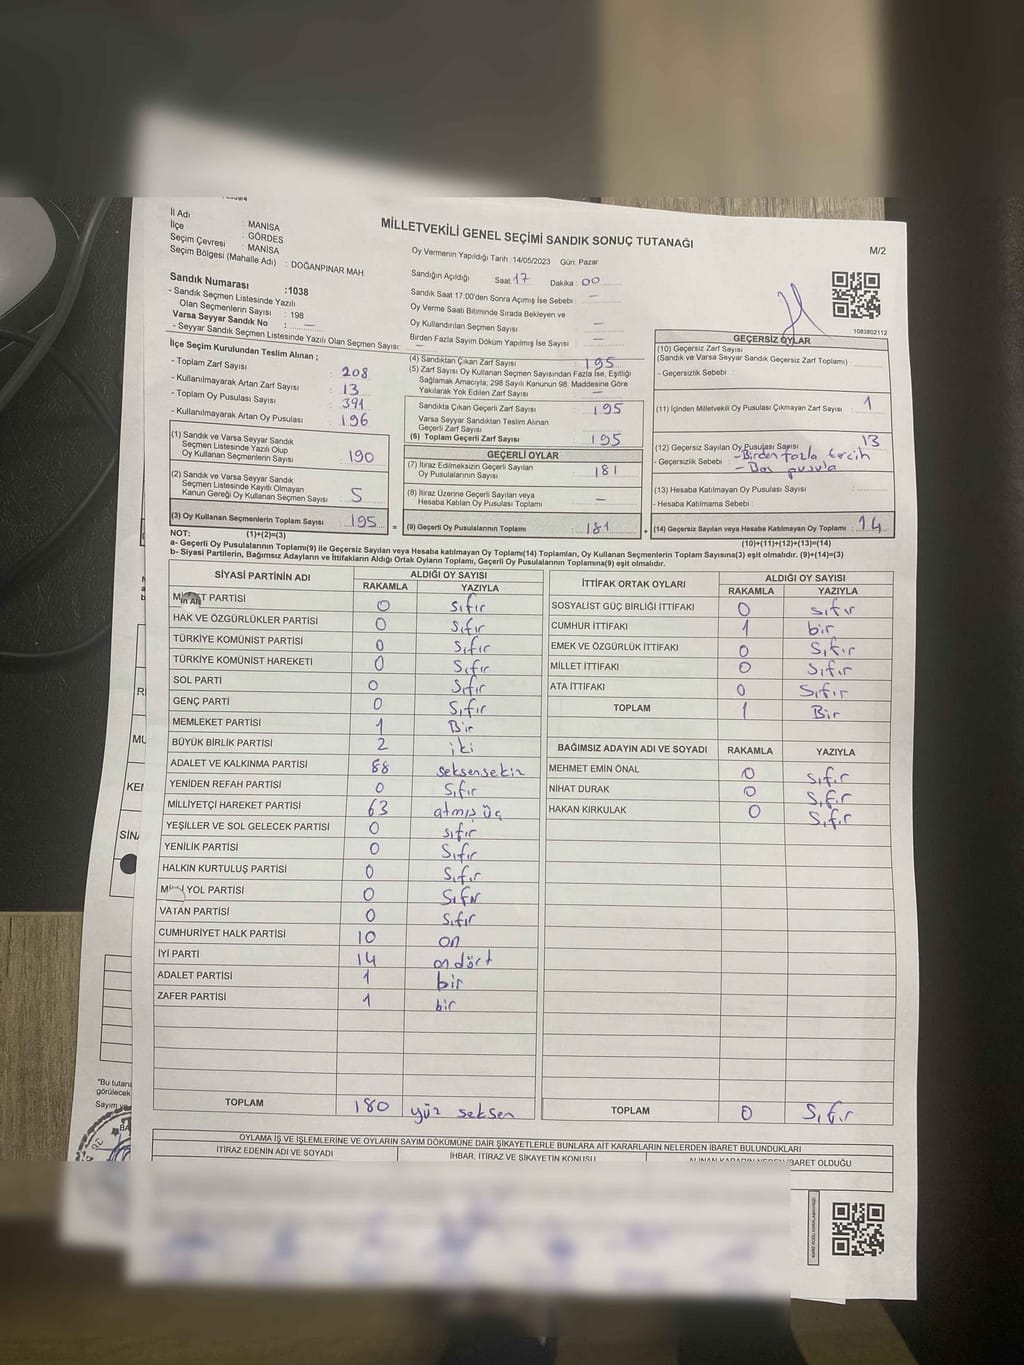 İl Adı : MANİSA
İlçe : GÖRDES
Seçim Çevresi : MANİSA
Seçim Bölgesi (Mahalle Adı) : DOĞANPINAR MAH.
MİLLETVEKİLİ GENEL SEÇİMİ SANDIK SONUÇ TUTANAĞI
M/2
Oy Vermenin Yapıldığı Tarih : 14/05/2023 Gün: Pazar
Sandığın Açıldığı Saat : 17 Dakika : 00
Sandık Saat 17.00'den Sonra Açımış İse Sebebi : —
Oy Verme Saati Bitiminde Sırada Bekleyen ve
Oy Kullandırılan Seçmen Sayısı : —
Birden Fazla Sayım Döküm Yapılmış İse Sayısı : —
Sandık Numarası :1038
- Sandık Seçmen Listesinde Yazılı
Olan Seçmenlerin Sayısı : 198
Varsa Seyyar Sandık No : —
- Seyyar Sandık Seçmen Listesinde Yazılı Olan Seçmen Sayısı: —
İlçe Seçim Kurulundan Teslim Alınan ;
- Toplam Zarf Sayısı : 208
- Kullanılmayarak Artan Zarf Sayısı : 13
- Toplam Oy Pusulası Sayısı : 391
- Kullanılmayarak Artan Oy Pusulası : 196
(1) Sandık ve Varsa Seyyar Sandık
Seçmen Listesinde Yazılı Olup
Oy Kullanan Seçmenlerin Sayısı : 190
(2) Sandık ve Varsa Seyyar Sandık
Seçmen Listesinde Kayıtlı Olmayan
Kanun Gereği Oy Kullanan Seçmen Sayısı : 5
(3) Oy Kullanan Seçmenlerin Toplam Sayısı : 195
(1)+(2)=(3)
(4) Sandıktan Çıkan Zarf Sayısı : 195
(5) Zarf Sayısı Oy Kullanan Seçmen Sayısından Fazla İse, Eşitliği
Sağlamak Amacıyla; 298 Sayılı Kanunun 98. Maddesine Göre
Yakılarak Yok Edilen Zarf Sayısı : —
Sandıkta Çıkan Geçerli Zarf Sayısı : 195
Varsa Seyyar Sandıktan Teslim Alınan
Geçerli Zarf Sayısı
(6) Toplam Geçerli Zarf Sayısı : 195
GEÇERLİ OYLAR
(7) İtiraz Edilmeksizin Geçerli Sayılan
Oy Pusulalarının Sayısı : 181
(8) İtiraz Üzerine Geçerli Sayılan veya
Hesaba Katılan Oy Pusulası Toplamı : —
= (9) Geçerli Oy Pusulalarının Toplamı : 181
1083802112
GEÇERSİZ OYLAR
(10) Geçersiz Zarf Sayısı
(Sandık ve Varsa Seyyar Sandık Geçersiz Zarf Toplamı) :
- Geçersizlik Sebebi :
(11) İçinden Milletvekili Oy Pusulası Çıkmayan Zarf Sayısı : 1
(12) Geçersiz Sayılan Oy Pusulası Sayısı : 13
- Geçersizlik Sebebi : -Birden fazla tercih
- Boş pusula
(13) Hesaba Katılmayan Oy Pusulası Sayısı :
- Hesaba Katılmama Sebebi :
+ (14) Geçersiz Sayılan veya Hesaba Katılmayan Oy Toplamı : 14
(10)+(11)+(12)+(13)=(14)
NOT:
a- Geçerli Oy Pusulalarının Toplamı(9) ile Geçersiz Sayılan veya Hesaba katılmayan Oy Toplamı(14) Toplamları, Oy Kullanan Seçmenlerin Toplam Sayısına(3) eşit olmalıdır. (9)+(14)=(3)
b- Siyasi Partilerin, Bağımsız Adayların ve İttifakların Aldığı Oyların Toplamı, Geçerli Oy Pusulalarının Toplamına(9) eşit olmalıdır.
SİYASİ PARTİNİN ADI ALDIĞI OY SAYISI
RAKAMLA YAZIYLA
PARTİSİ 0 sıfır
HAK VE ÖZGÜRLÜKLER PARTİSİ 0 sıfır
TÜRKİYE KOMÜNİST PARTİSİ 0 sıfır
TÜRKİYE KOMÜNİST HAREKETİ 0 sıfır
SOL PARTİ 0 sıfır
GENÇ PARTİ 0 sıfır
MEMLEKET PARTİSİ 1 Bir
BÜYÜK BİRLİK PARTİSİ 2 iki
ADALET VE KALKINMA PARTİSİ 88 seksensekiz
YENİDEN REFAH PARTİSİ 0 sıfır
MİLLİYETÇİ HAREKET PARTİSİ 63 atmış üç
YEŞİLLER VE SOL GELECEK PARTİSİ 0 sıfır
YENİLİK PARTİSİ 0 sıfır
HALKIN KURTULUŞ PARTİSİ 0 sıfır
YOL PARTİSİ 0 sıfır
VATAN PARTİSİ 0 sıfır
CUMHURİYET HALK PARTİSİ 10 on
İYİ PARTİ 14 on dört
ADALET PARTİSİ 1 bir
ZAFER PARTİSİ 1 bir
TOPLAM 180 yüz seksen
İTTİFAK ORTAK OYLARI ALDIĞI OY SAYISI
RAKAMLA YAZIYLA
SOSYALİST GÜÇ BİRLİĞİ İTTİFAKI 0 sıfır
CUMHUR İTTİFAKI 1 bir
EMEK VE ÖZGÜRLÜK İTTİFAKI 0 sıfır
MİLLET İTTİFAKI 0 sıfır
ATA İTTİFAKI 0 sıfır
TOPLAM 1 Bir
BAĞIMSIZ ADAYIN ADI VE SOYADI RAKAMLA YAZIYLA
MEHMET EMİN ÖNAL 0 sıfır
NİHAT DURAK 0 sıfır
HAKAN KIRKULAK 0 sıfır
TOPLAM 0 sıfır
OYLAMA İŞ VE İŞLEMLERİNE VE OYLARIN SAYIM DÖKÜMÜNE DAİR ŞİKAYETLERLE BUNLARA AİT KARARLARIN NELERDEN İBARET BULUNDUKLARI
İTİRAZ EDENİN ADI VE SOYADI İHBAR, İTİRAZ VE ŞİKAYETİN KONUSU ALINAN KARARIN NEDEN İBARET OLDUĞU